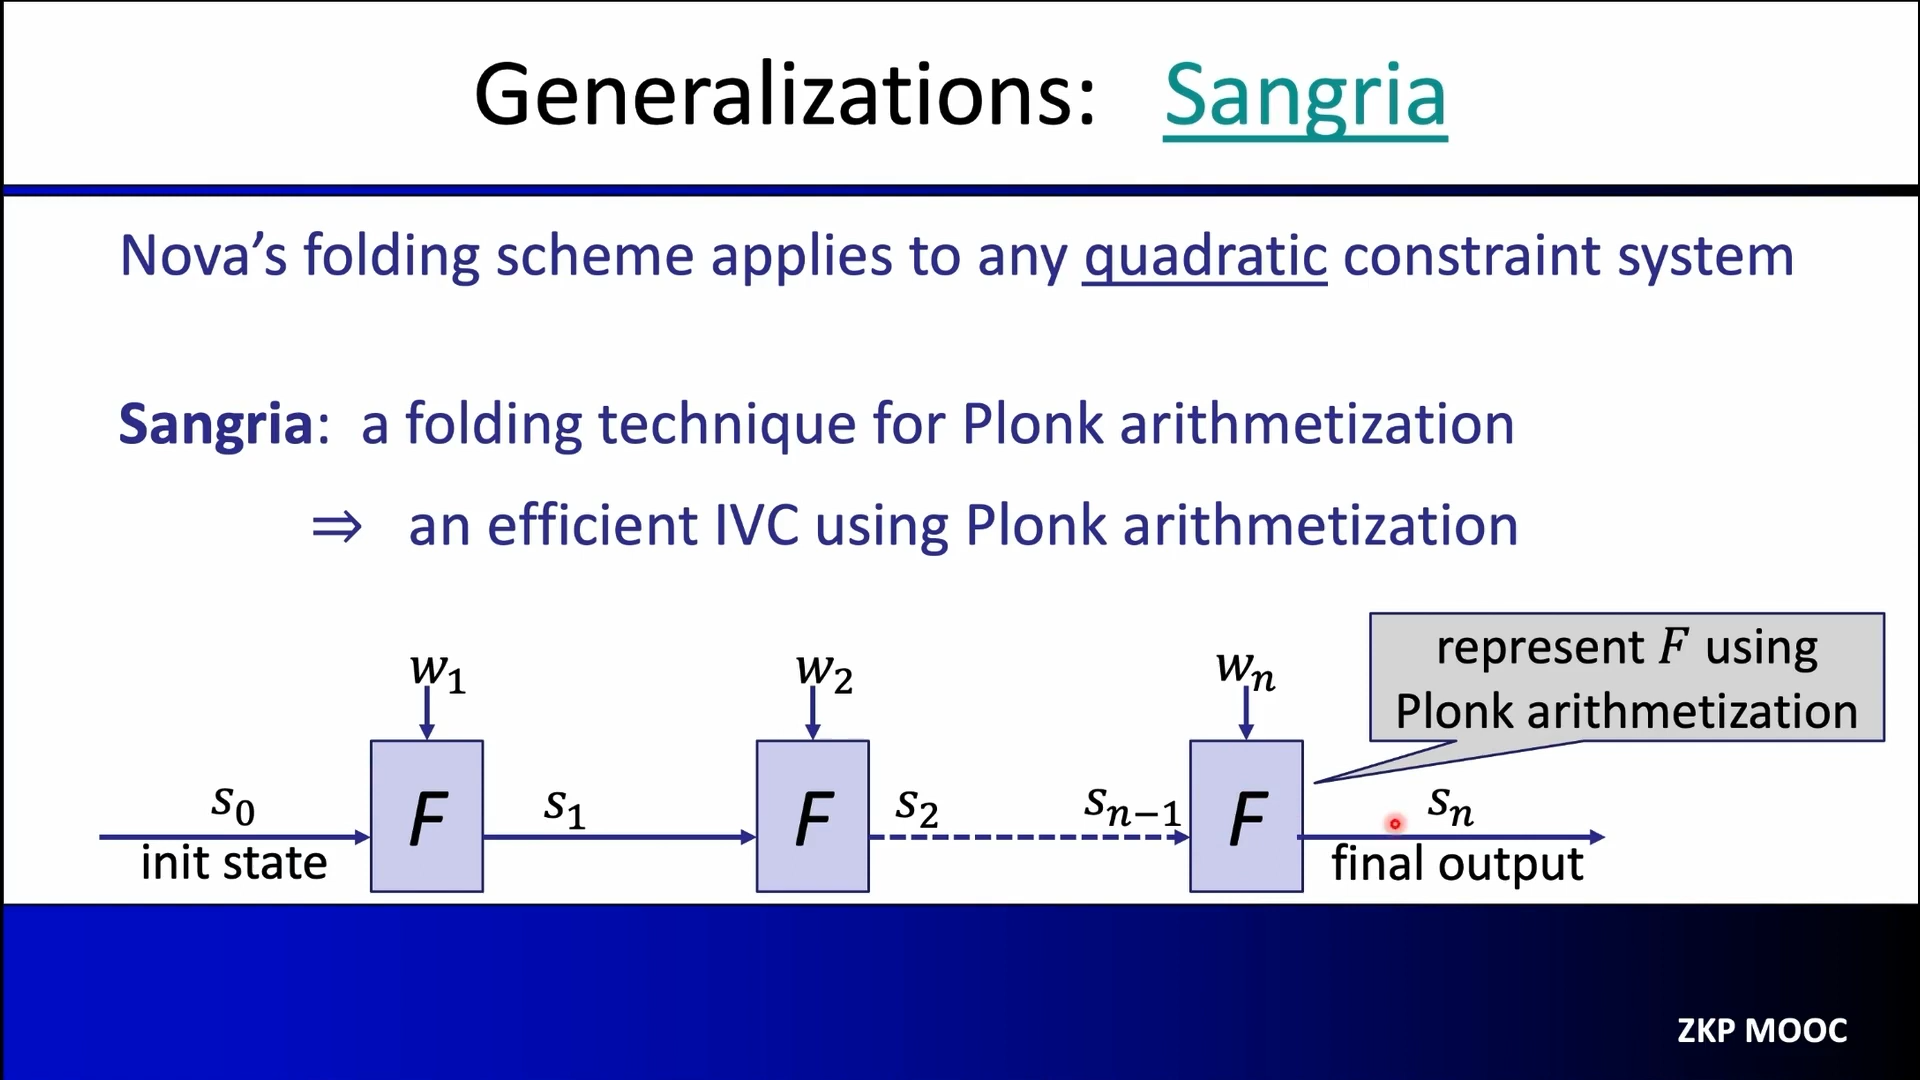 Generalizations: Sangria
Nova's folding scheme applies to any quadratic constraint system
Sangria: a folding technique for Plonk arithmetization
⇒ an efficient IVC using Plonk arithmetization
represent F using
Plonk arithmetization
w₁ w₂ wₙ
s₀ F s₁ F s₂ sₙ₋₁ F sₙ
init state final output
ZKP MOOC